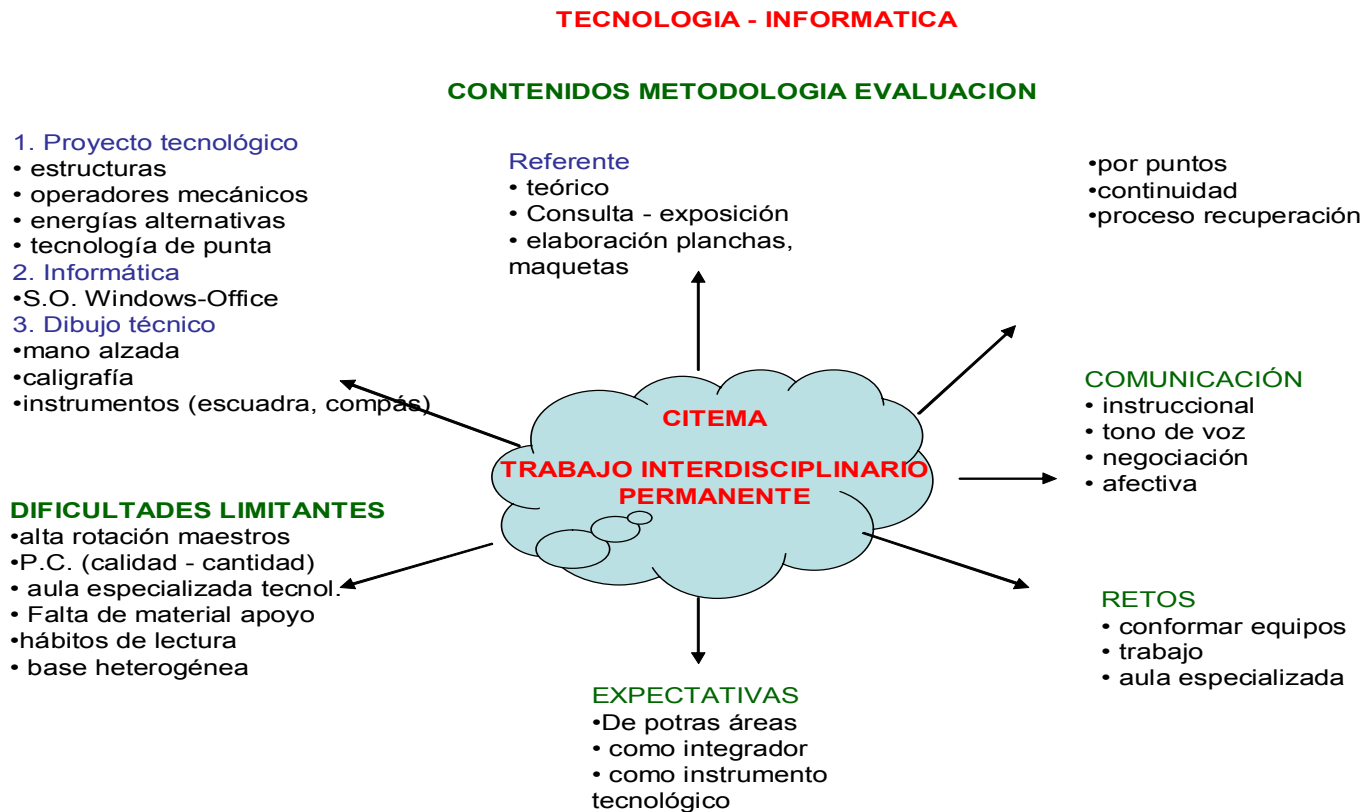 TECNOLOGIA - INFORMATICA
CONTENIDOS METODOLOGIA EVALUACION
1. Proyecto tecnológico
• estructuras
• operadores mecánicos
• energías alternativas
• tecnología de punta
2. Informática
•S.O. Windows-Office
3. Dibujo técnico
•mano alzada
•caligrafía
•instrumentos (escuadra, compás)
Referente
• teórico
• Consulta - exposición
• elaboración planchas,
maquetas
•por puntos
•continuidad
•proceso recuperación
CITEMA
TRABAJO INTERDISCIPLINARIO
PERMANENTE
COMUNICACIÓN
• instruccional
• tono de voz
• negociación
• afectiva
DIFICULTADES LIMITANTES
•alta rotación maestros
•P.C. (calidad - cantidad)
• aula especializada tecnol.
• Falta de material apoyo
•hábitos de lectura
• base heterogénea
RETOS
• conformar equipos
• trabajo
• aula especializada
EXPECTATIVAS
•De potras áreas
• como integrador
• como instrumento
tecnológico